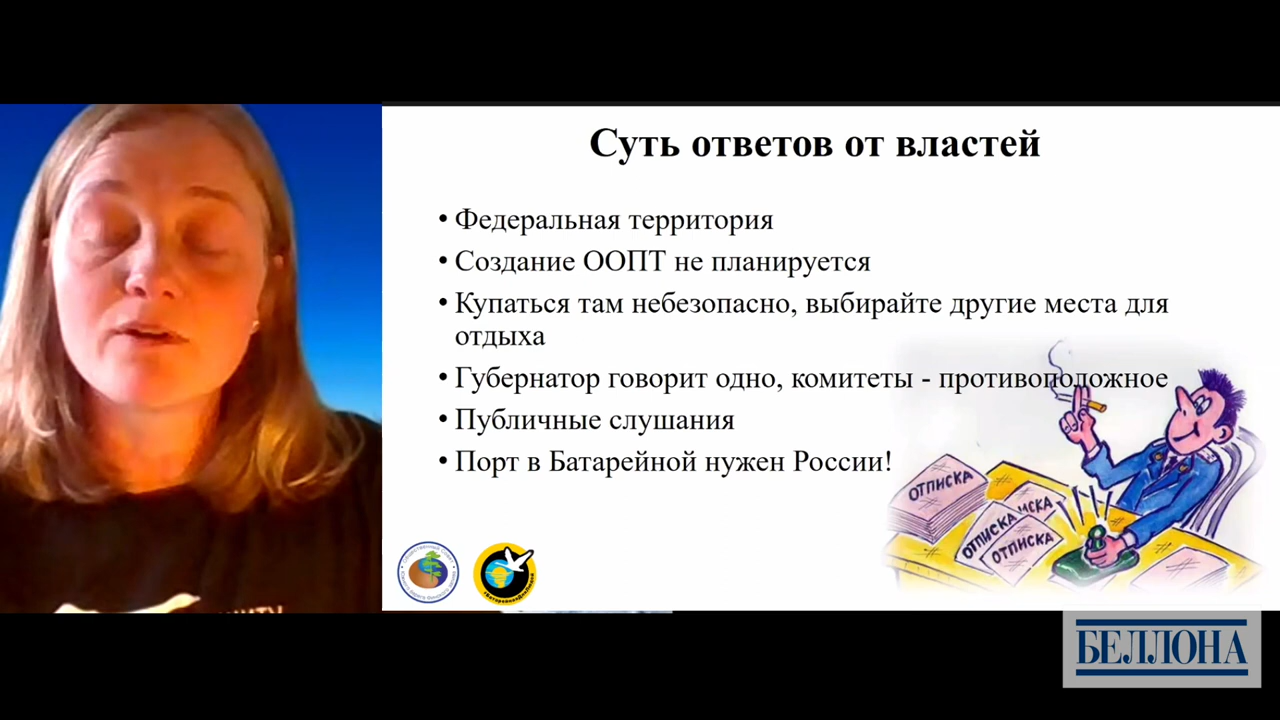 Суть ответов от властей
• Федеральная территория
• Создание ООПТ не планируется
• Купаться там небезопасно, выбирайте другие места для
отдыха
• Губернатор говорит одно, комитеты - противоположное
• Публичные слушания
• Порт в Батарейной нужен России!
ОТПИСКА
ИСКА
ОТПИСКА
ОТПИСКА
БЕЛЛОНА